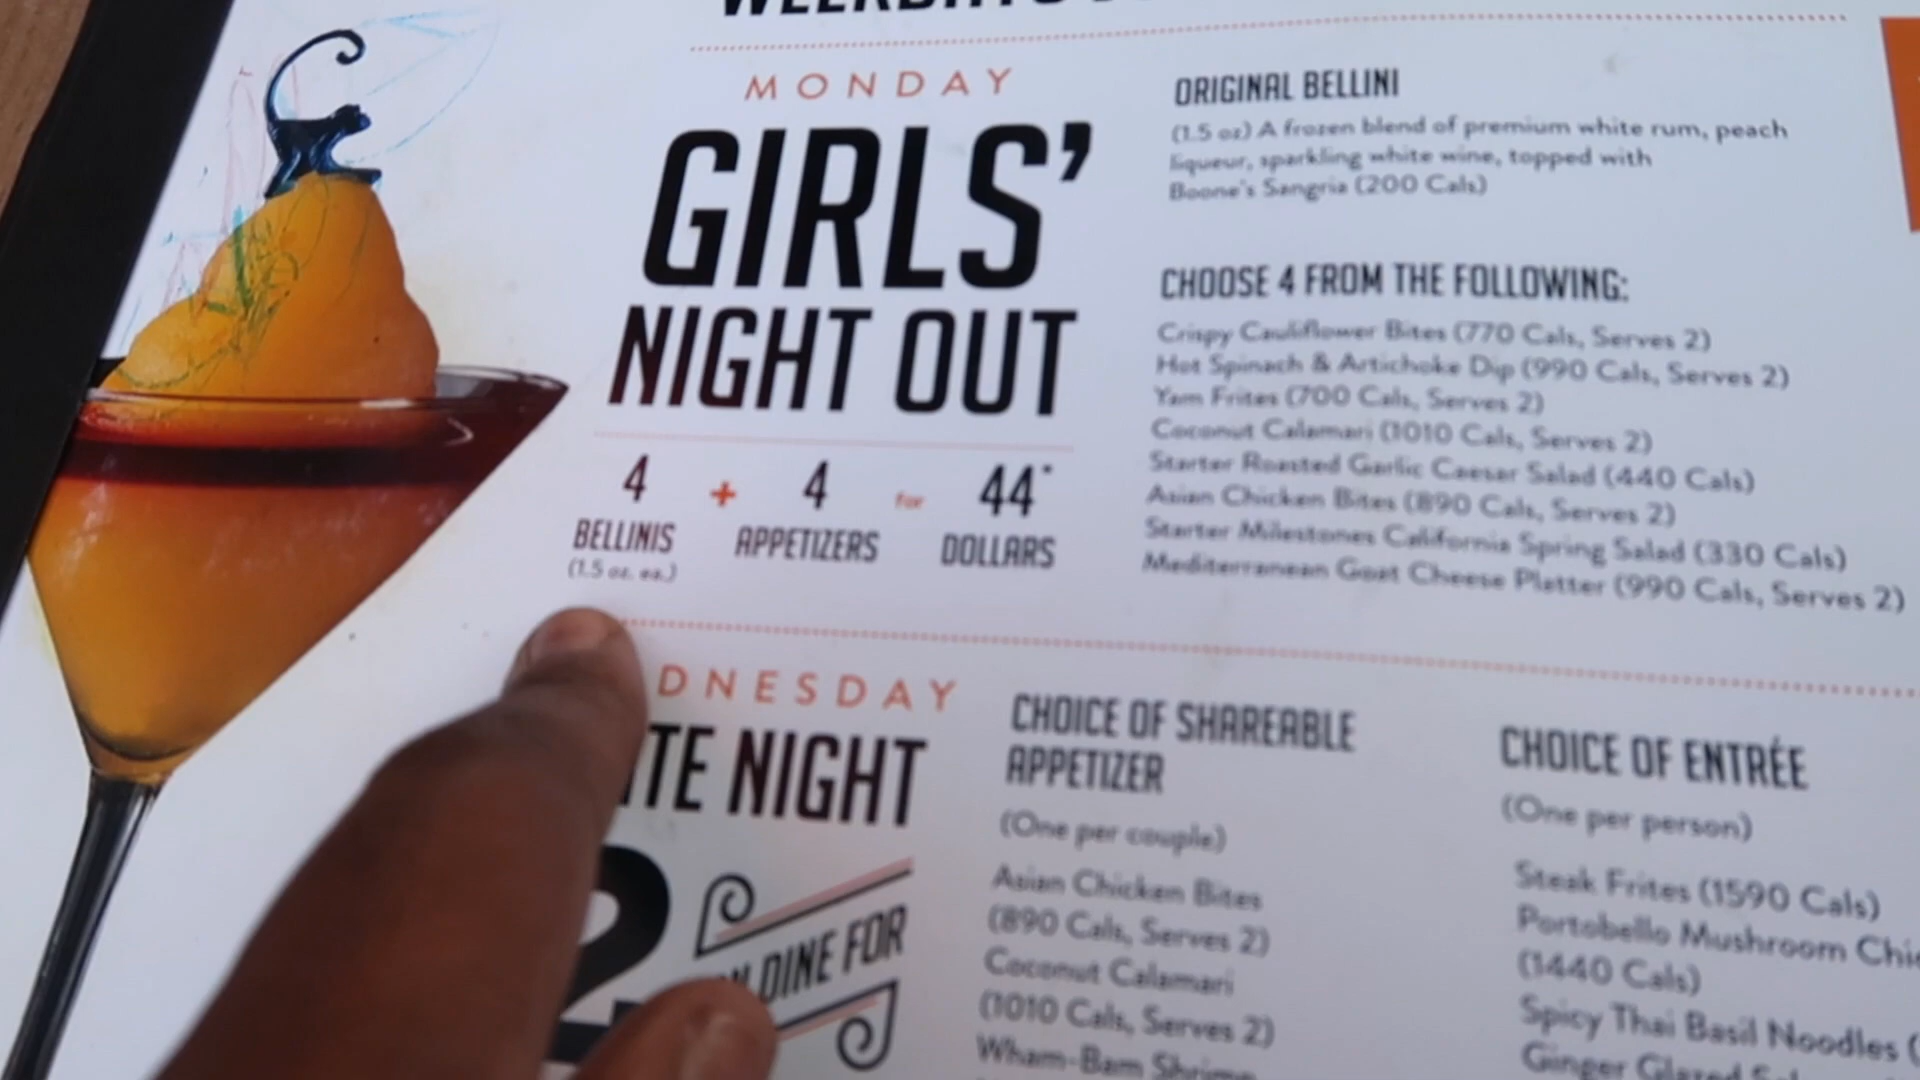 MONDAY
GIRLS'
NIGHT OUT
4 + 4 for 44*
BELLINIS APPETIZERS DOLLARS
(1.5 oz. ea.)
ORIGINAL BELLINI
(1.5 oz) A frozen blend of premium white rum, peach
liqueur, sparkling white wine, topped with
Boone's Sangria (200 Cals)
CHOOSE 4 FROM THE FOLLOWING:
Crispy Cauliflower Bites (770 Cals, Serves 2)
Hot Spinach & Artichoke Dip (990 Cals, Serves 2)
Yam Frites (700 Cals, Serves 2)
Coconut Calamari (1010 Cals, Serves 2)
Starter Roasted Garlic Caesar Salad (440 Cals)
Asian Chicken Bites (890 Cals, Serves 2)
Starter Milestones California Spring Salad (330 Cals)
Mediterranean Goat Cheese Platter (990 Cals, Serves 2)
DNESDAY
TE NIGHT
2
DINE FOR
CHOICE OF SHAREABLE
APPETIZER
(One per couple)
Asian Chicken Bites
(890 Cals, Serves 2)
Coconut Calamari
(1010 Cals, Serves 2)
Wham-Bam Shrimp
CHOICE OF ENTRÉE
(One per person)
Steak Frites (1590 Cals)
Portobello Mushroom Chi
(1440 Cals)
Spicy Thai Basil Noodles (
Ginger Glazed